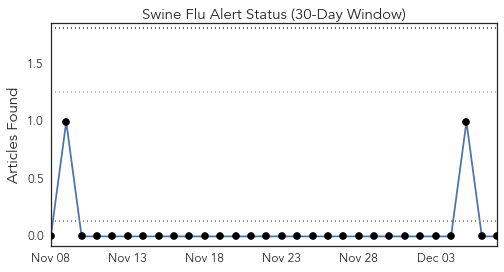 Swine Flu Alert Status (30-Day Window)
Articles Found
1.5
1.0
0.5
0.0
Nov 08 Nov 13 Nov 18 Nov 23 Nov 28 Dec 03